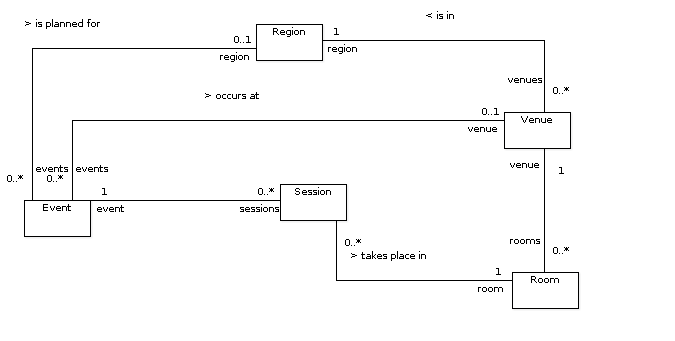 < is in
> is planned for
Region
1
0..1
region
region
venues
0..*
> occurs at
0..1
Venue
venue
venue
1
events
events
0..*
0..*
1
0..*
Session
Event
event
sessions
rooms
0..*
0..*
> takes place in
1
Room
room